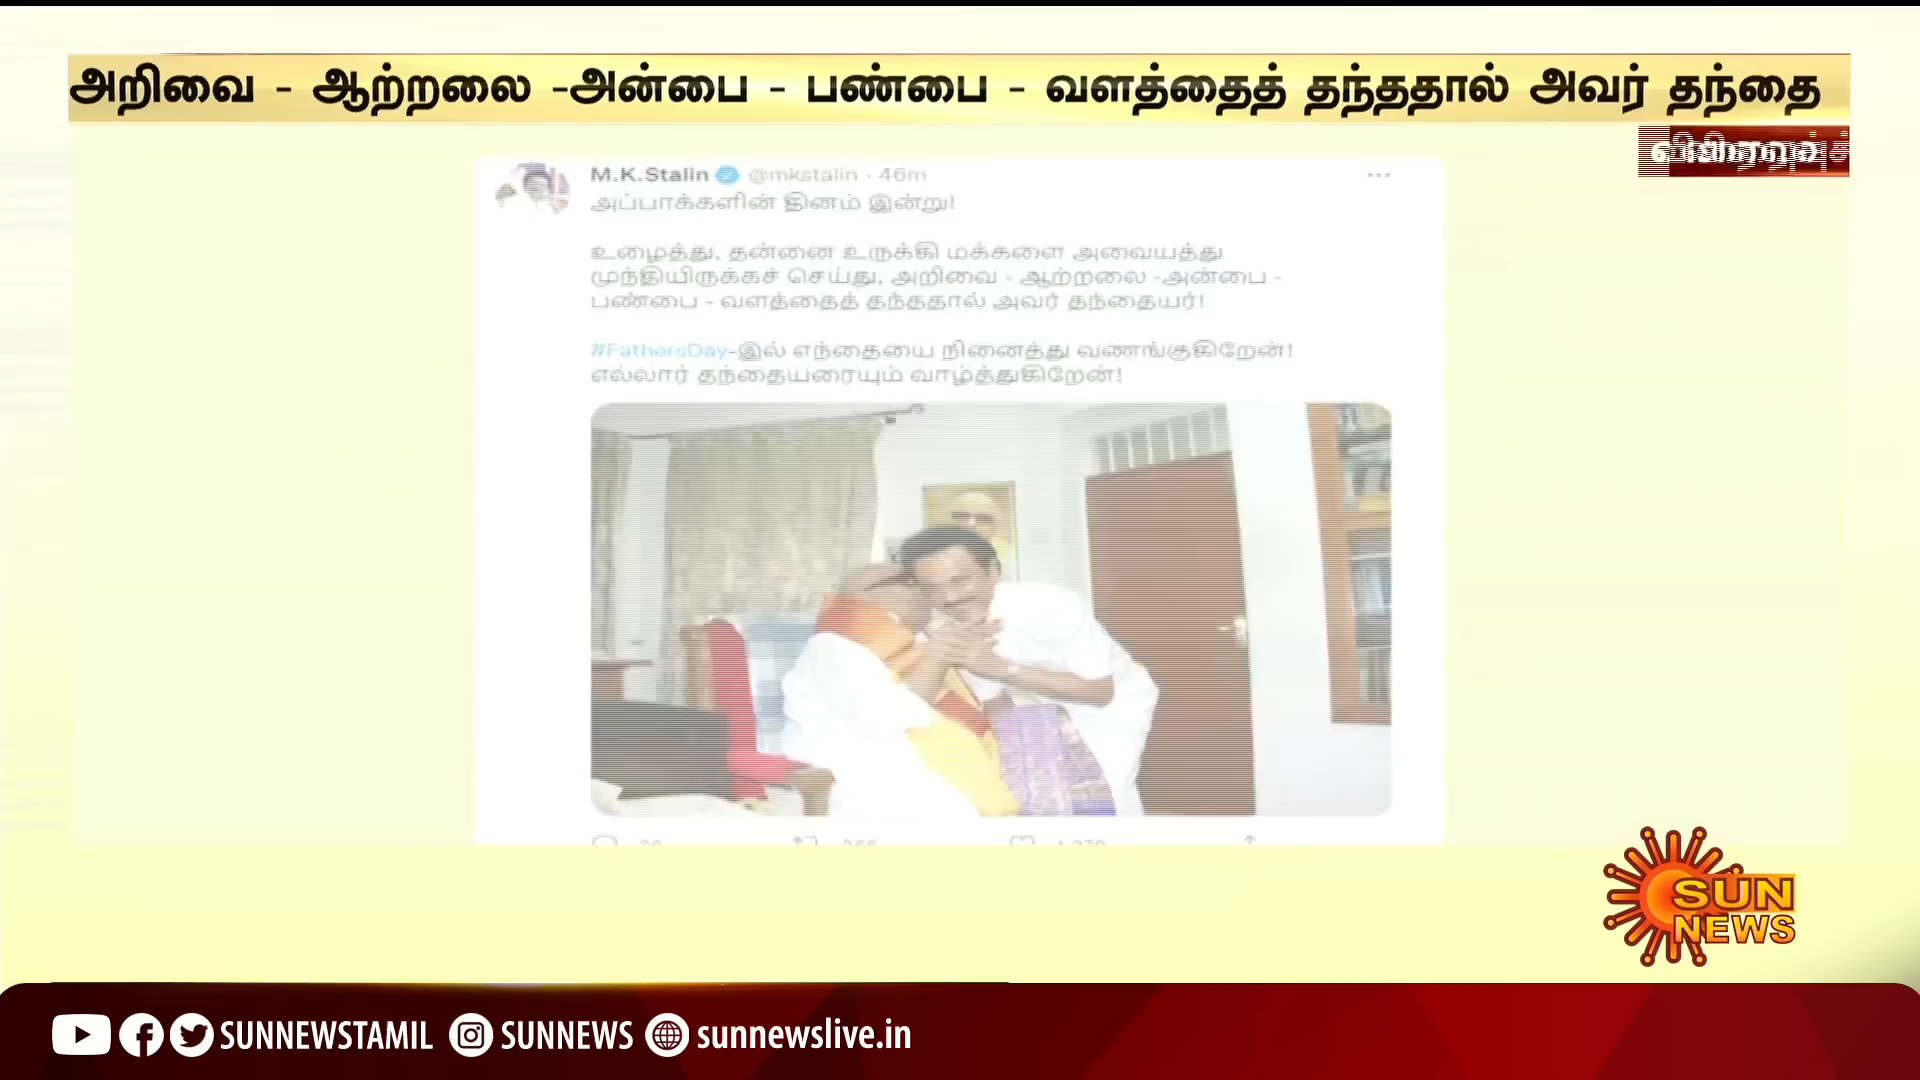 அறிவை - ஆற்றலை -அன்பை - பண்பை - வளத்தைத் தந்ததால் அவர் தந்தை
M.K.Stalin @mkstalin · 46m
அப்பாக்களின் தினம் இன்று!
உழைத்து, தன்னை உருக்கி மக்களை அவையத்து
முந்தியிருக்கச் செய்து, அறிவை - ஆற்றலை -அன்பை -
பண்பை - வளத்தைத் தந்ததால் அவர் தந்தையர்!
#FathersDay-இல் எந்தையை நினைத்து வணங்குகிறேன்!
எல்லார் தந்தையரையும் வாழ்த்துகிறேன்!
SUN
NEWS
SUNNEWSTAMIL SUNNEWS sunnewslive.in